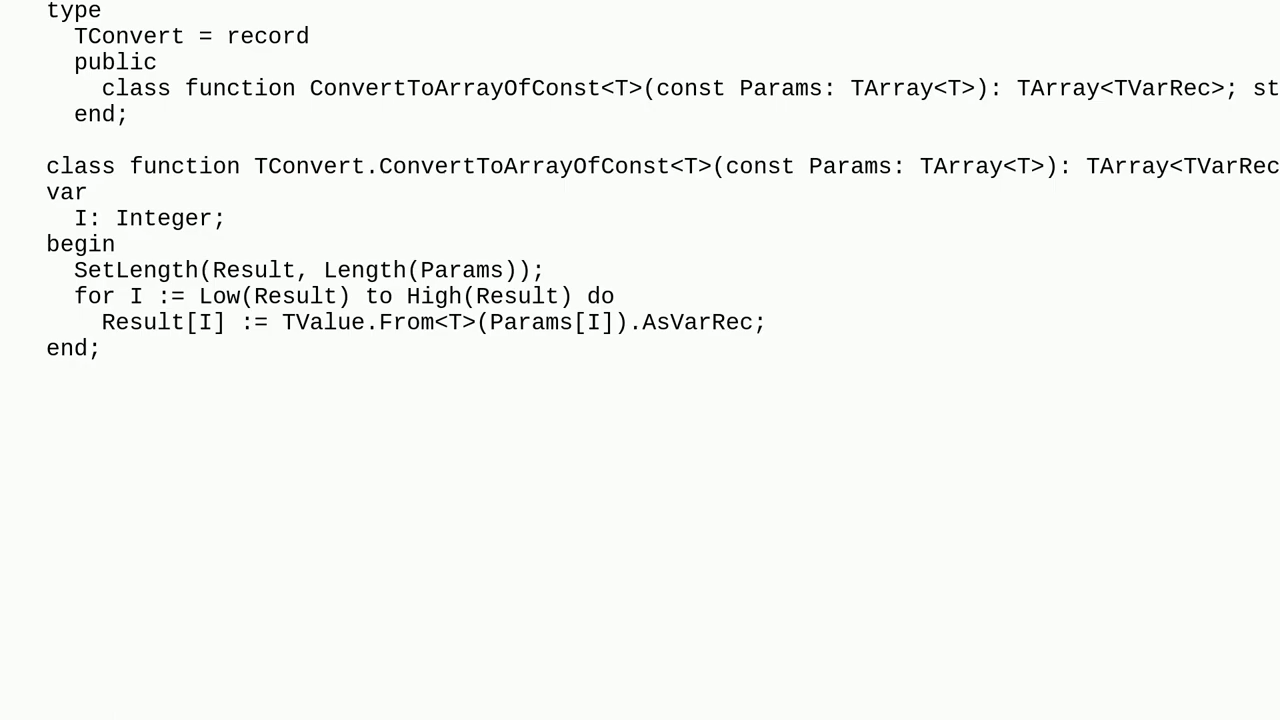 type
  TConvert = record
  public
    class function ConvertToArrayOfConst<T>(const Params: TArray<T>): TArray<TVarRec>; st
  end;

class function TConvert.ConvertToArrayOfConst<T>(const Params: TArray<T>): TArray<TVarRec
var
  I: Integer;
begin
  SetLength(Result, Length(Params));
  for I := Low(Result) to High(Result) do
    Result[I] := TValue.From<T>(Params[I]).AsVarRec;
end;